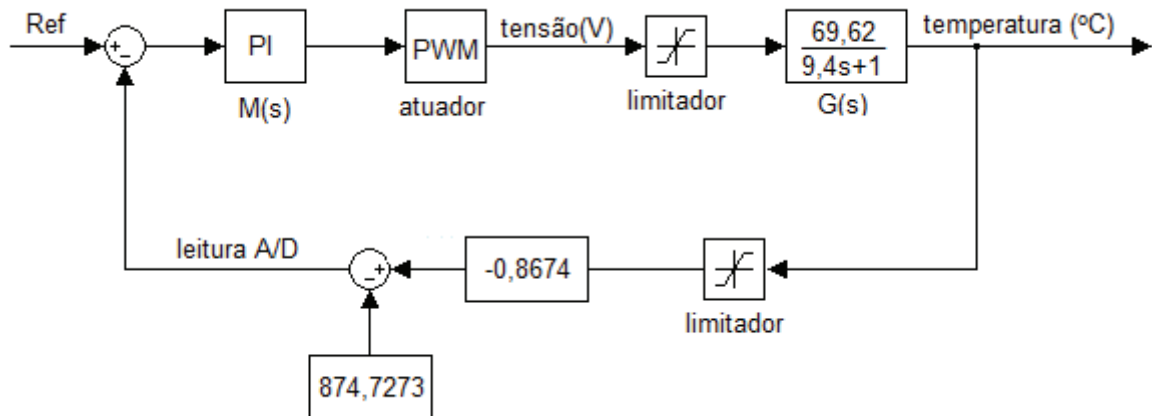 Ref
PI
M(s)
PWM
atuador
tensão(V)
limitador
69,62
9,4s+1
G(s)
temperatura (ºC)
leitura A/D
-0,8674
limitador
874,7273